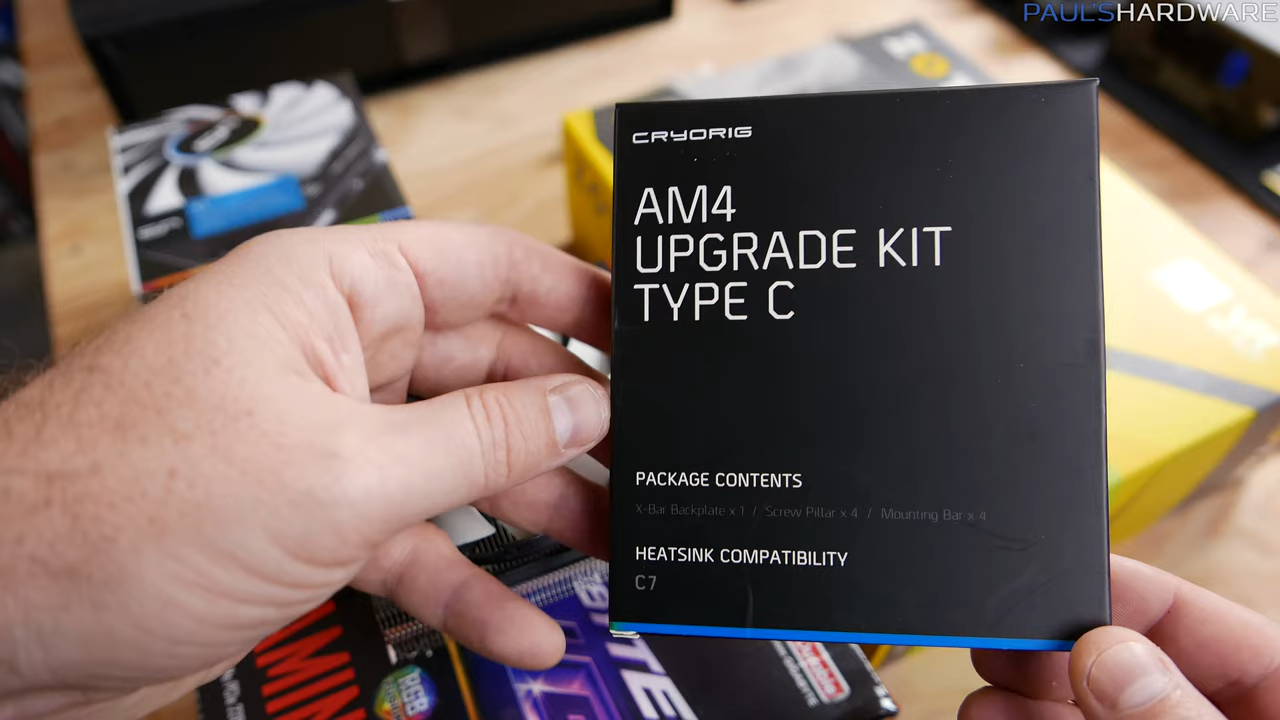 PAUL'SHARDWARE
CRYORIG
AM4
UPGRADE KIT
TYPE C
PACKAGE CONTENTS
X-Bar Backplate x 1 / Screw Pillar x 4 / Mounting Bar x 4
HEATSINK COMPATIBILITY
C7
RGB